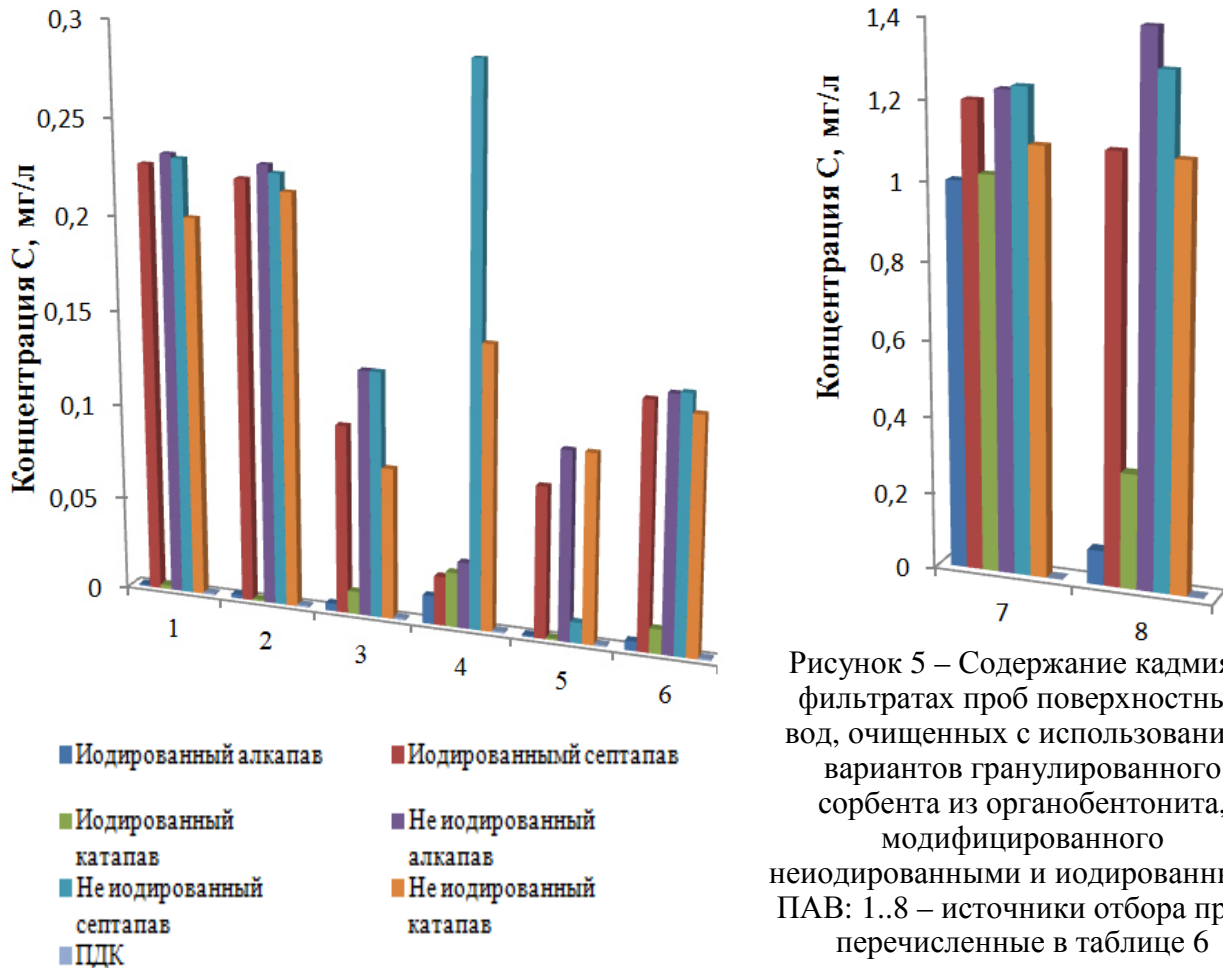 0,3
0,25
0,2
0,15
0,1
0,05
0
Концентрация С, мг/л
1
2
3
4
5
6
Иодированный алкапав
Иодированнымй септапав
Иодированный
катапав
Не иодированный
алкапав
Не иодированный
септапав
Не иодированный
катапав
ПДК
1,4
1,2
1
0,8
0,6
0,4
0,2
0
Концентрация С, мг/л
7
8
Рисунок 5 – Содержание кадмия
фильтратах проб поверхностны
вод, очищенных с использовани
вариантов гранулированного
сорбента из органобентонита,
модифицированного
неиодированными и иодированны
ПАВ: 1..8 – источники отбора пр
перечисленные в таблице 6